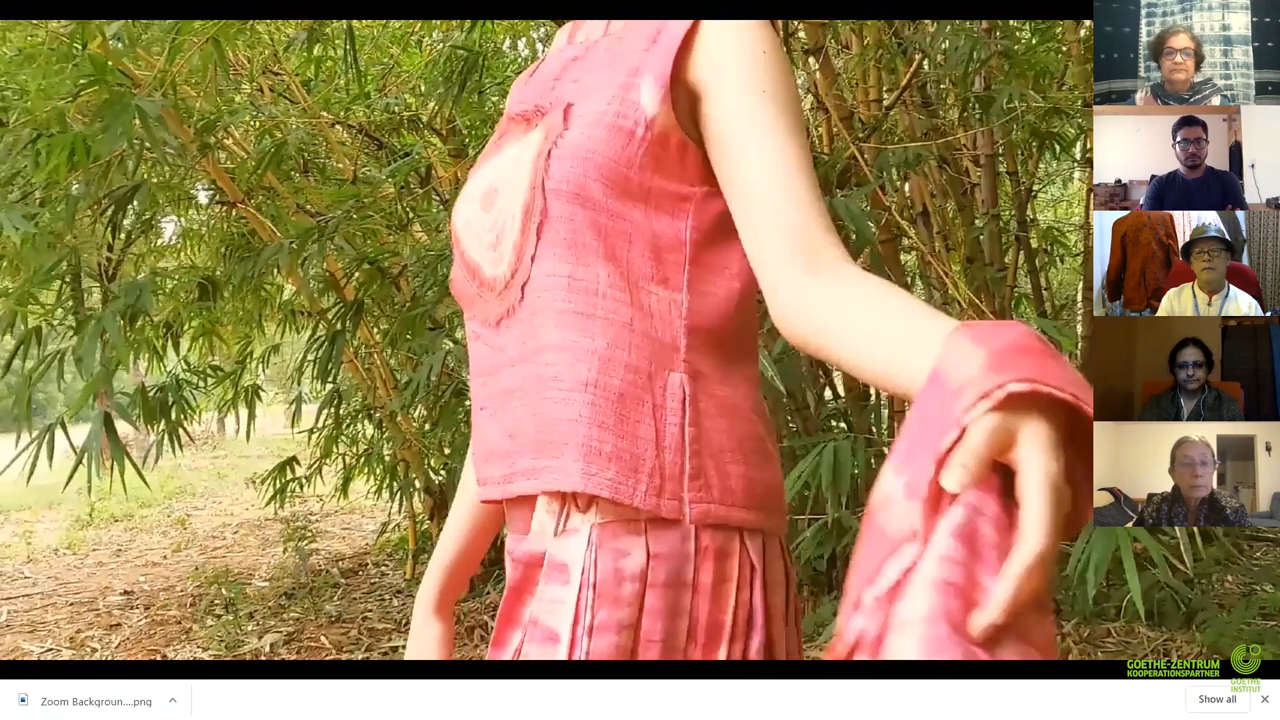 GOETHE-ZENTRUM
KOOPERATIONSPARTNER
GOETHE
INSTITUT
Zoom Backgroun....png
Show all